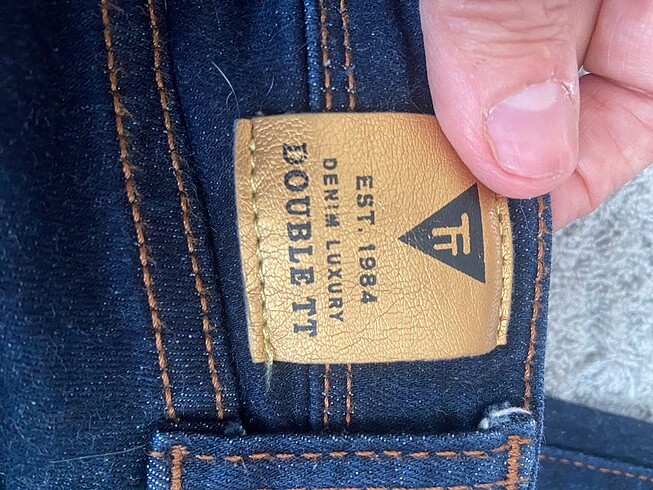 TT
EST. 1984
DENIM LUXURY
DOUBLE TT